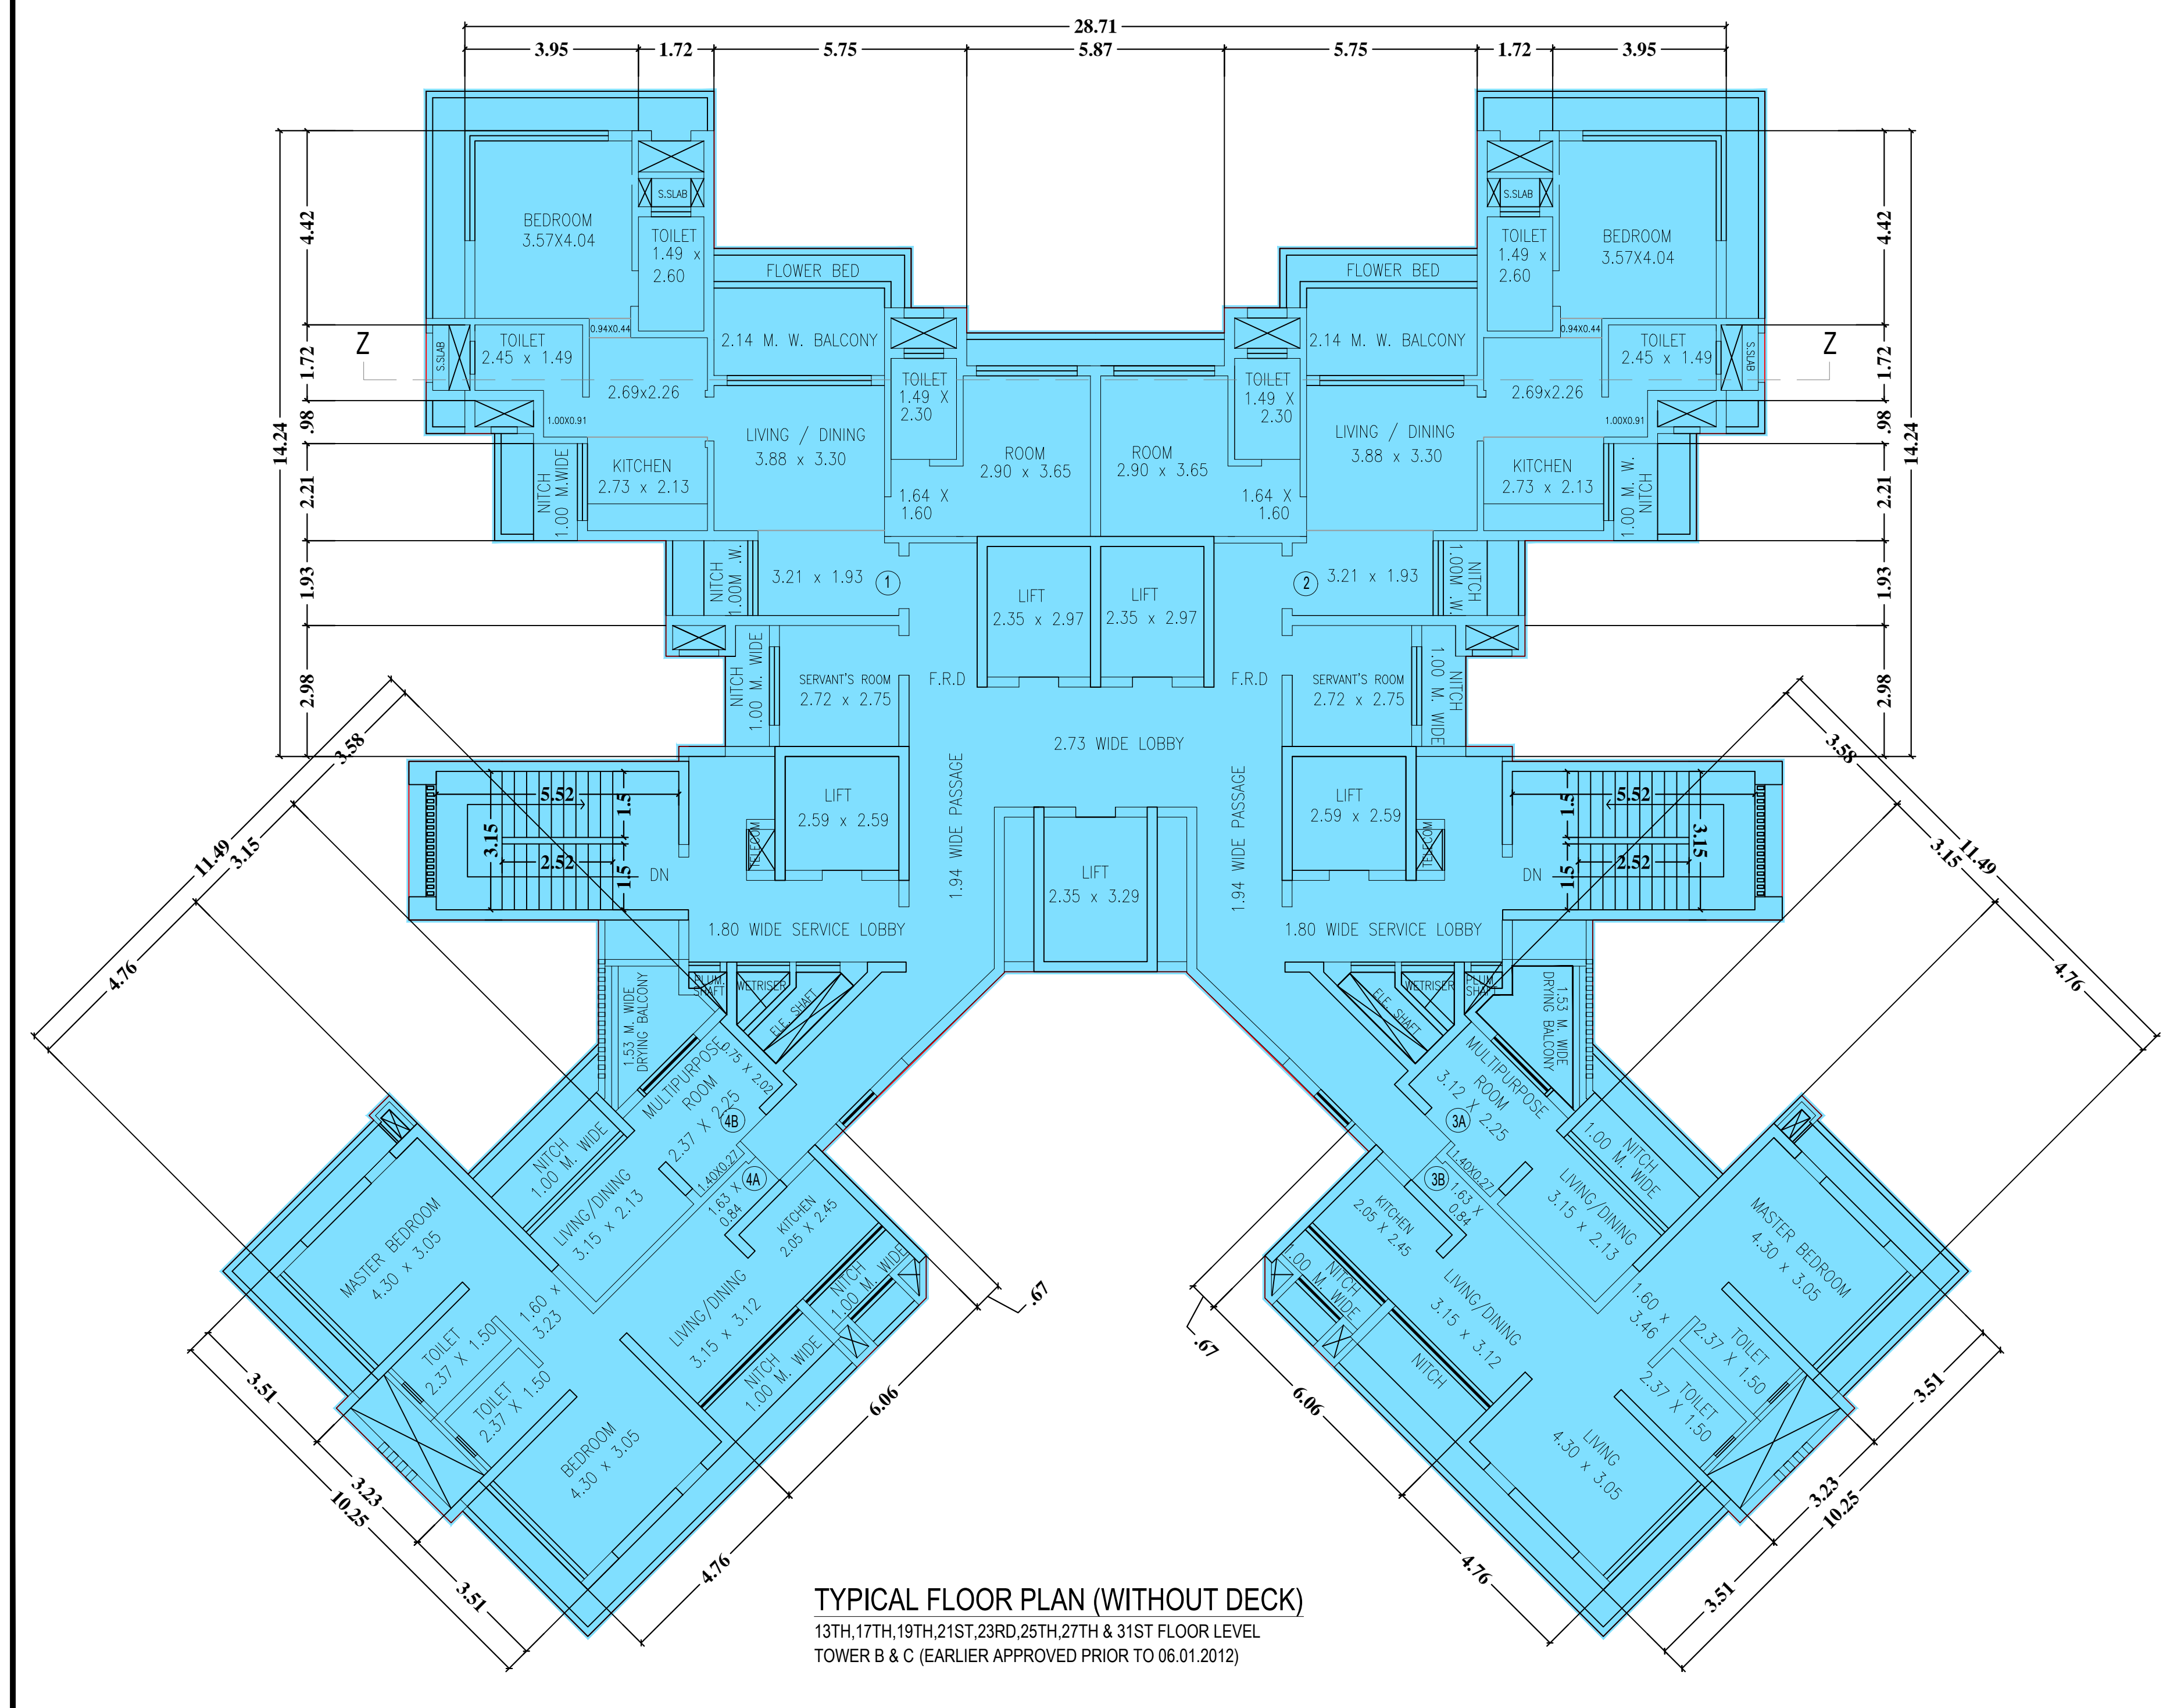 28.71
3.95 1.72 5.75 5.87 5.75 1.72 3.95
14.24
4.42
1.72
.98
2.21
1.93
2.98
14.24
4.42
1.72
.98
2.21
1.93
2.98
S.SLAB
BEDROOM
3.57X4.04
TOILET
1.49 x
2.60
FLOWER BED
2.14 M. W. BALCONY
0.94X0.44
TOILET
2.45 x 1.49
S.SLAB
Z
2.69x2.26
1.00X0.91
TOILET
1.49 X
2.30
LIVING / DINING
3.88 x 3.30
ROOM
2.90 x 3.65
KITCHEN
2.73 x 2.13
NITCH
1.00 M.WIDE
1.64 X
1.60
S.SLAB
BEDROOM
3.57X4.04
TOILET
1.49 x
2.60
FLOWER BED
2.14 M. W. BALCONY
0.94X0.44
TOILET
2.45 x 1.49
S.SLAB
Z
2.69x2.26
1.00X0.91
TOILET
1.49 X
2.30
LIVING / DINING
3.88 x 3.30
ROOM
2.90 x 3.65
KITCHEN
2.73 x 2.13
1.00 M. W.
NITCH
1.64 X
1.60
NITCH
1.00M .W.
3.21 x 1.93
1
LIFT
2.35 x 2.97
LIFT
2.35 x 2.97
2
3.21 x 1.93
NITCH
1.00M .W.
NITCH
1.00 M. WIDE
SERVANT'S ROOM
2.72 x 2.75
F.R.D
F.R.D
SERVANT'S ROOM
2.72 x 2.75
NITCH
1.00 M. WIDE
2.73 WIDE LOBBY
1.94 WIDE PASSAGE
1.94 WIDE PASSAGE
5.52
3.15
1.5
2.52
1.5
DN
TELECOM
LIFT
2.59 x 2.59
LIFT
2.35 x 3.29
LIFT
2.59 x 2.59
TELECOM
DN
5.52
1.5
3.15
2.52
1.5
1.80 WIDE SERVICE LOBBY
1.80 WIDE SERVICE LOBBY
11.49
3.58
3.15
4.76
3.58
11.49
3.15
4.76
PLUM.
SHAFT
WETRISER
ELE. SHAFT
1.53 M. WIDE
DRYING BALCONY
MULTIPURPOSE
ROOM
2.37 X 2.25
0.75 X 2.02
4B
1.40X0.27
4A
1.63 X
0.84
NITCH
1.00 M. WIDE
LIVING/DINING
3.15 x 2.13
KITCHEN
2.05 X 2.45
MASTER BEDROOM
4.30 x 3.05
1.60 x
3.23
LIVING/DINING
3.15 x 3.12
NITCH
1.00 M. WIDE
NITCH
1.00 M. WIDE
TOILET
2.37 X 1.50
TOILET
2.37 X 1.50
BEDROOM
4.30 x 3.05
.67
6.06
4.76
3.51
3.23
10.25
3.51
ELE. SHAFT
WETRISER
PLUM.
SHAFT
1.53 M. WIDE
DRYING BALCONY
MULTIPURPOSE
ROOM
3.12 X 2.25
3A
1.40X0.27
3B
1.63 X
0.84
NITCH
1.00 M. WIDE
LIVING/DINING
3.15 x 2.13
KITCHEN
2.05 X 2.45
MASTER BEDROOM
4.30 x 3.05
1.60 X
3.46
LIVING/DINING
3.15 x 3.12
NITCH
1.00 M. WIDE
NITCH
TOILET
2.37 X 1.50
TOILET
2.37 X 1.50
LIVING
4.30 x 3.05
.67
6.06
4.76
3.51
3.23
10.25
3.51
TYPICAL FLOOR PLAN (WITHOUT DECK)
13TH,17TH,19TH,21ST,23RD,25TH,27TH & 31ST FLOOR LEVEL
TOWER B & C (EARLIER APPROVED PRIOR TO 06.01.2012)